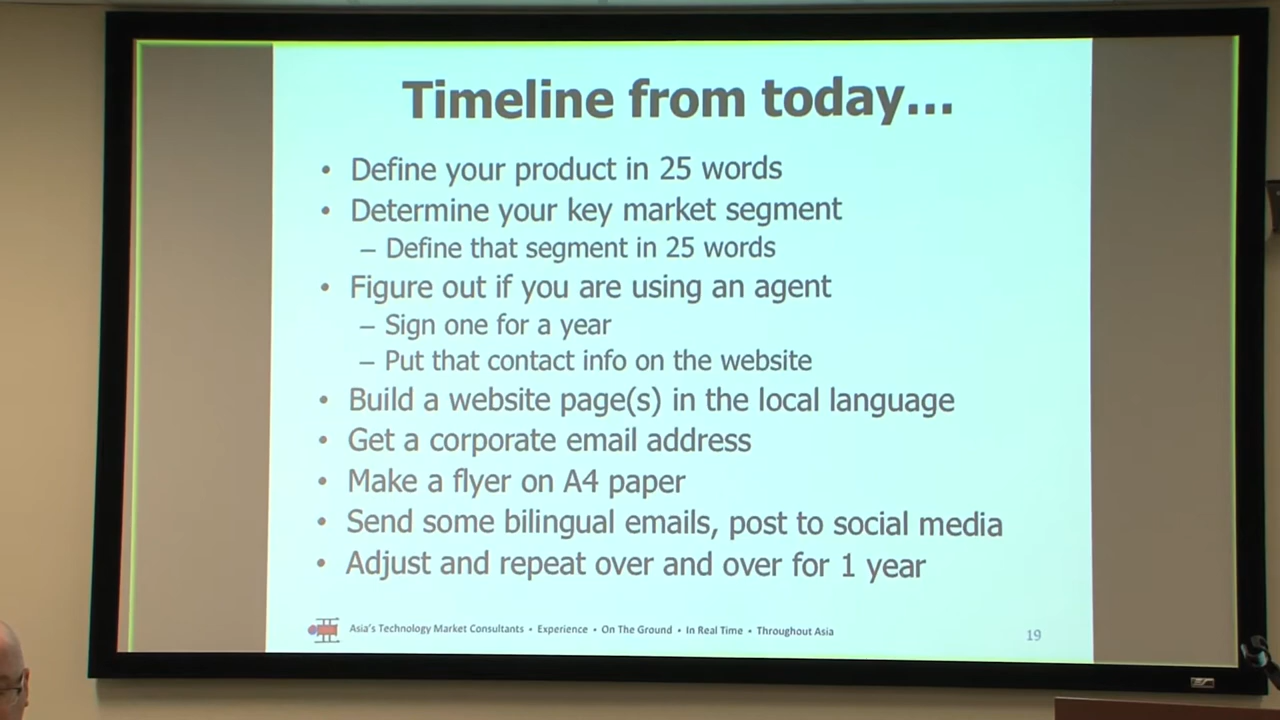 Timeline from today...
• Define your product in 25 words
• Determine your key market segment
– Define that segment in 25 words
• Figure out if you are using an agent
– Sign one for a year
– Put that contact info on the website
• Build a website page(s) in the local language
• Get a corporate email address
• Make a flyer on A4 paper
• Send some bilingual emails, post to social media
• Adjust and repeat over and over for 1 year
Asia's Technology Market Consultants • Experience • On The Ground • In Real Time • Throughout Asia
19